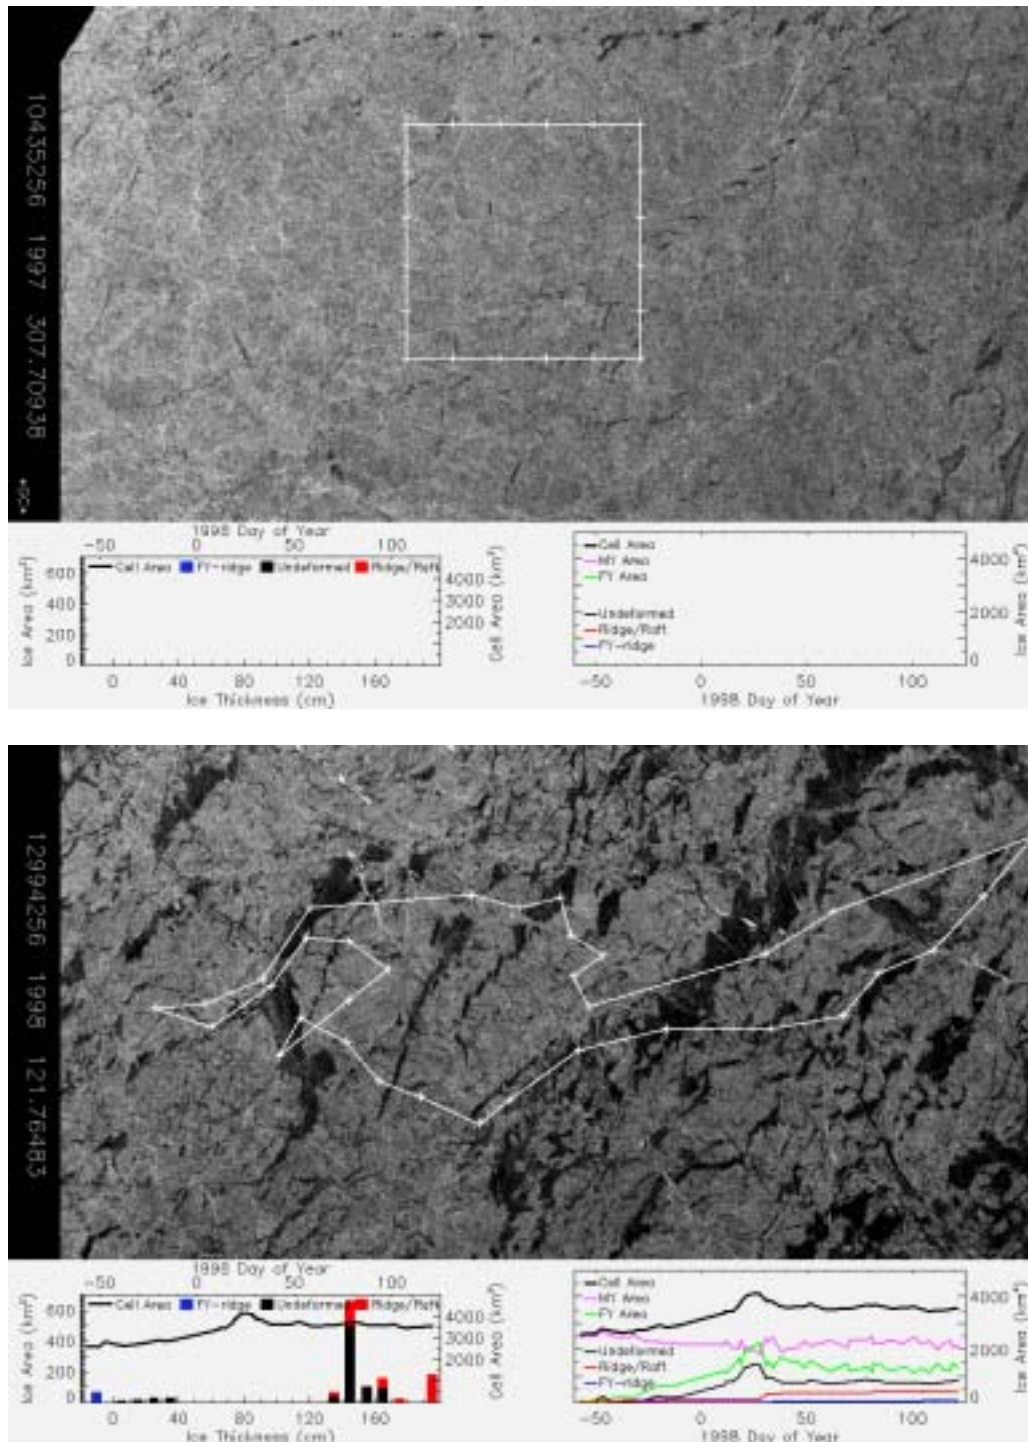 10435256 1997 307.70938
*GC*
1998 Day of Year
-50 0 50 100
Cell Area FY-ridge Undeformed Ridge/Raft
Ice Area (km²)
600
400
200
0
Cell Area (km²)
4000
3000
2000
0 40 80 120 160
Ice Thickness (cm)
Cell Area
MY Area
FY Area
Undeformed
Ridge/Raft
FY-ridge
4000
2000
0
Ice Area (km²)
-50 0 50 100
1998 Day of Year
12994256 1998 121.76483
1998 Day of Year
-50 0 50 100
Cell Area FY-ridge Undeformed Ridge/Raft
Ice Area (km²)
600
400
200
0
Cell Area (km²)
4000
3000
2000
0 40 80 120 160
Ice Thickness (cm)
Cell Area
MY Area
FY Area
Undeformed
Ridge/Raft
FY-ridge
4000
2000
0
Ice Area (km²)
-50 0 50 100
1998 Day of Year